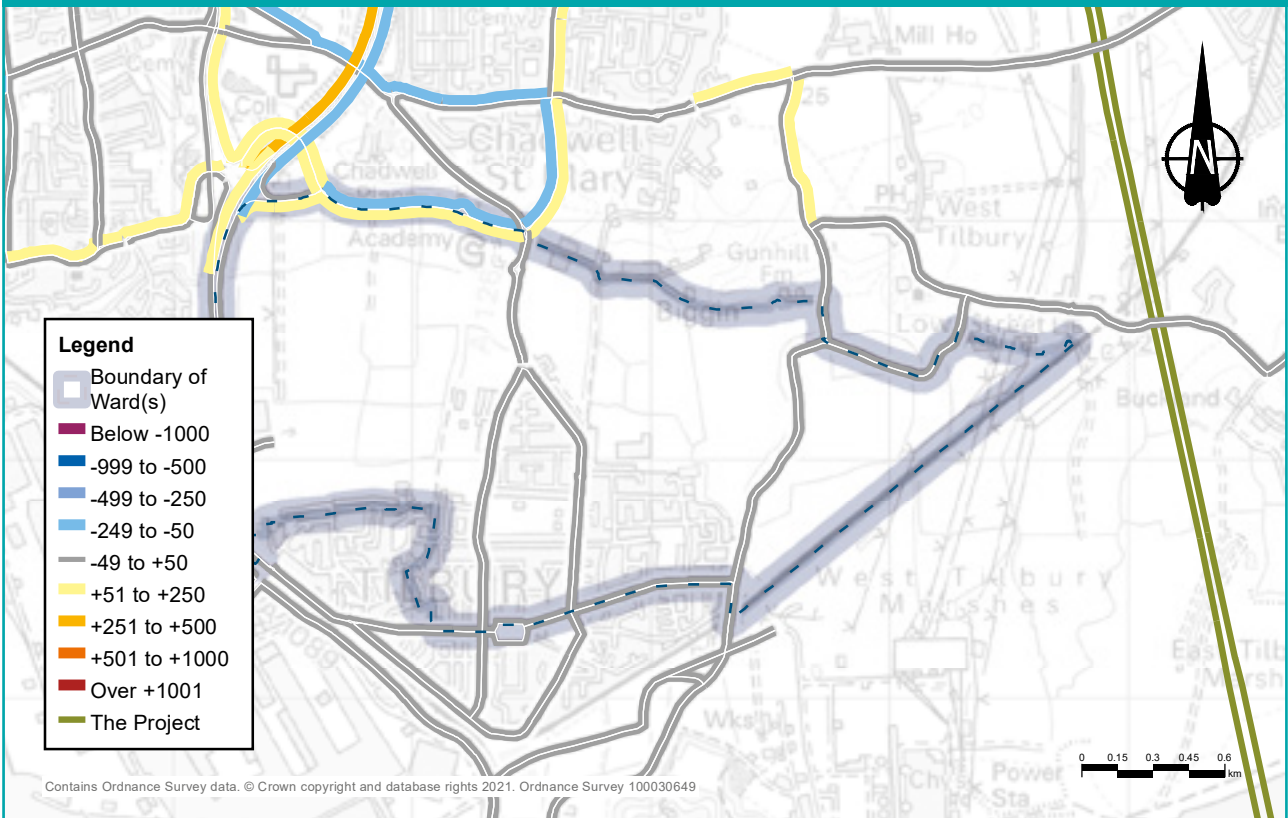 Cemy
Mill Ho
Cemy
Coll
25
Chadwell
Chadwell
St Mary
Academy
West
Tilbury
Gunhill
Fm
Biggin
Low Street
Buckland
N
Legend
Boundary of
Ward(s)
Below -1000
-999 to -500
-499 to -250
-249 to -50
-49 to +50
+51 to +250
+251 to +500
+501 to +1000
Over +1001
The Project
TILBURY
West Tilbury
Marshes
A1089
East Tilb
Marsh
Wks
Power
Sta
0 0.15 0.3 0.45 0.6
km
Contains Ordnance Survey data. © Crown copyright and database rights 2021. Ordnance Survey 100030649